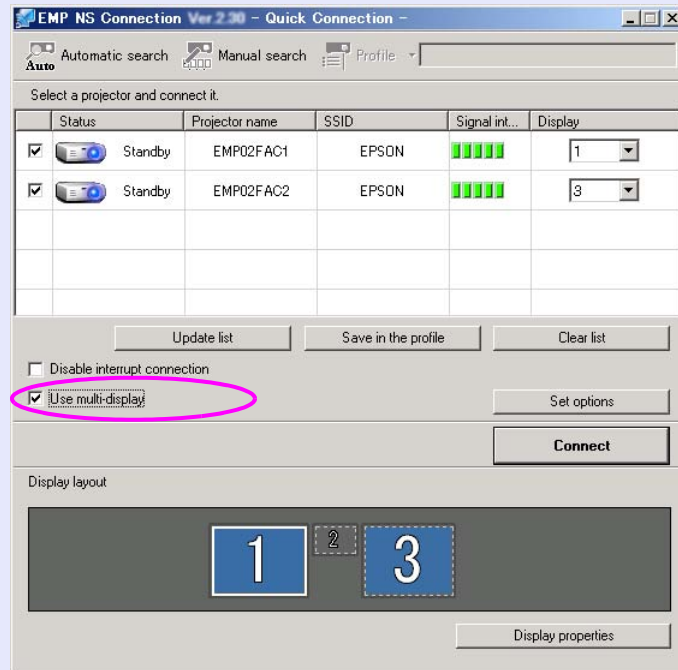 EMP NS Connection Ver.2.30 - Quick Connection -
Auto Automatic search Manual search Profile
Select a projector and connect it.
Status Projector name SSID Signal int... Display
Standby EMP02FAC1 EPSON 1
Standby EMP02FAC2 EPSON 3
Update list Save in the profile Clear list
Disable interrupt connection
Use multi-display Set options
Connect
Display layout
1 2 3
Display properties